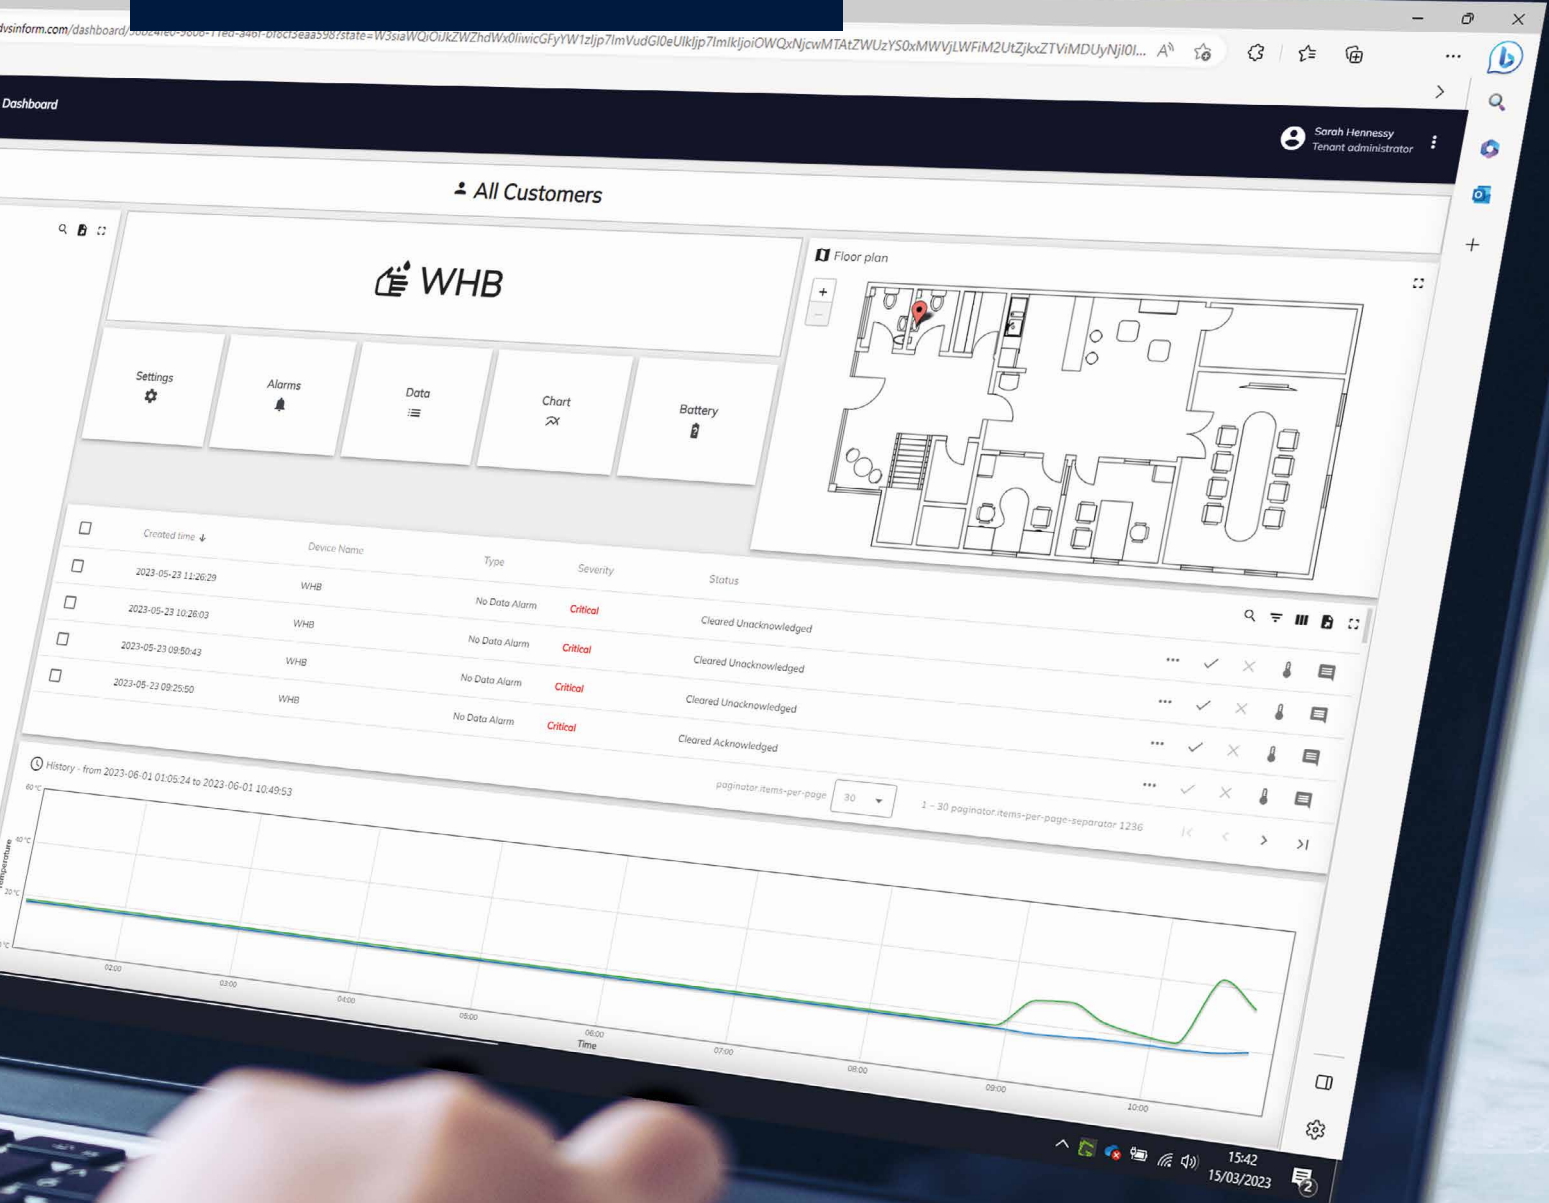 Dashboard
Sarah Hennessy
Tenant administrator
All Customers
WHB
Floor plan
+
Settings
Alarms
Data
Chart
Battery
Created time
Device Name
Type
Severity
Status
2023-05-23 11:26:29 WHB No Data Alarm Critical Cleared Unacknowledged
2023-05-23 10:26:03 WHB No Data Alarm Critical Cleared Unacknowledged
2023-05-23 09:50:43 WHB No Data Alarm Critical Cleared Unacknowledged
2023-05-23 09:25:50 WHB No Data Alarm Critical Cleared Acknowledged
paginator.items-per-page 30 1 – 30 paginator.items-per-page-separator 1236
History - from 2023-06-01 01:05:24 to 2023-06-01 10:49:53
60 °C
40 °C
20 °C
Temperature
02:00 03:00 04:00 05:00 06:00 07:00 08:00 09:00 10:00
Time
15:42
15/03/2023
2